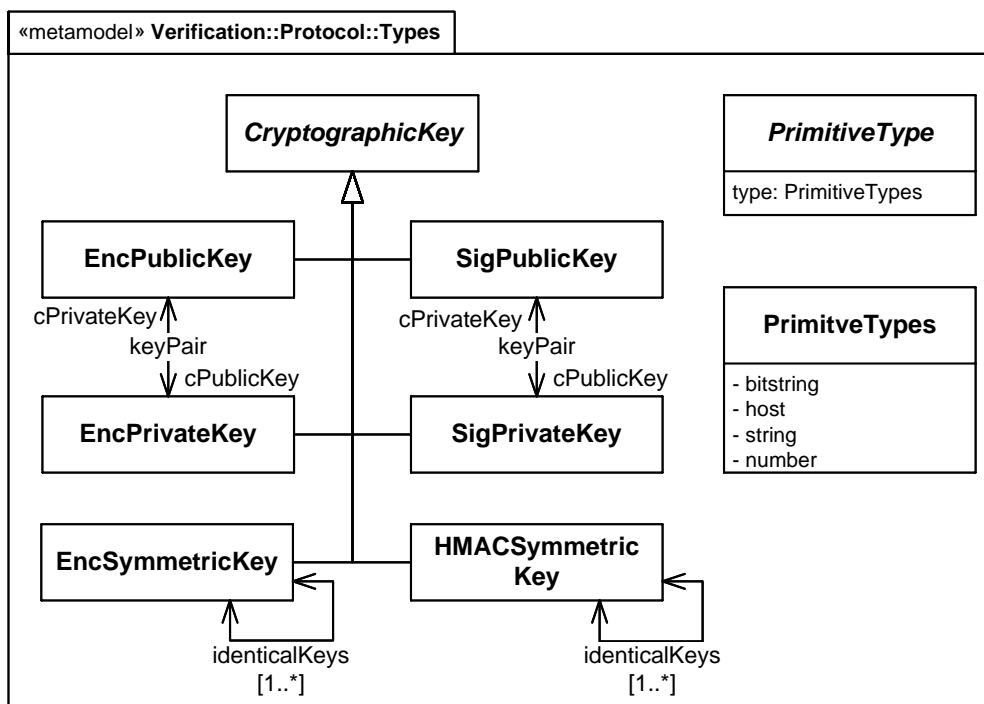 «metamodel» Verification::Protocol::Types
CryptographicKey
PrimitiveType
type: PrimitiveTypes
EncPublicKey
SigPublicKey
cPrivateKey
keyPair
cPublicKey
cPrivateKey
keyPair
cPublicKey
PrimitveTypes
- bitstring
- host
- string
- number
EncPrivateKey
SigPrivateKey
EncSymmetricKey
HMACSymmetric
Key
identicalKeys
[1..*]
identicalKeys
[1..*]